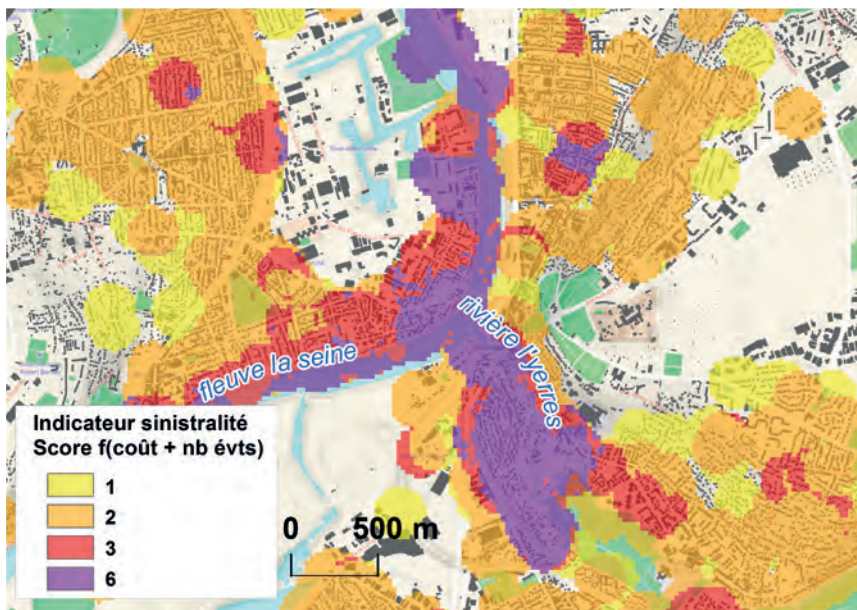 rivière l'yerres
fleuve la seine
Indicateur sinistralité
Score f(coût + nb évts)
1
2
3
6
0 500 m